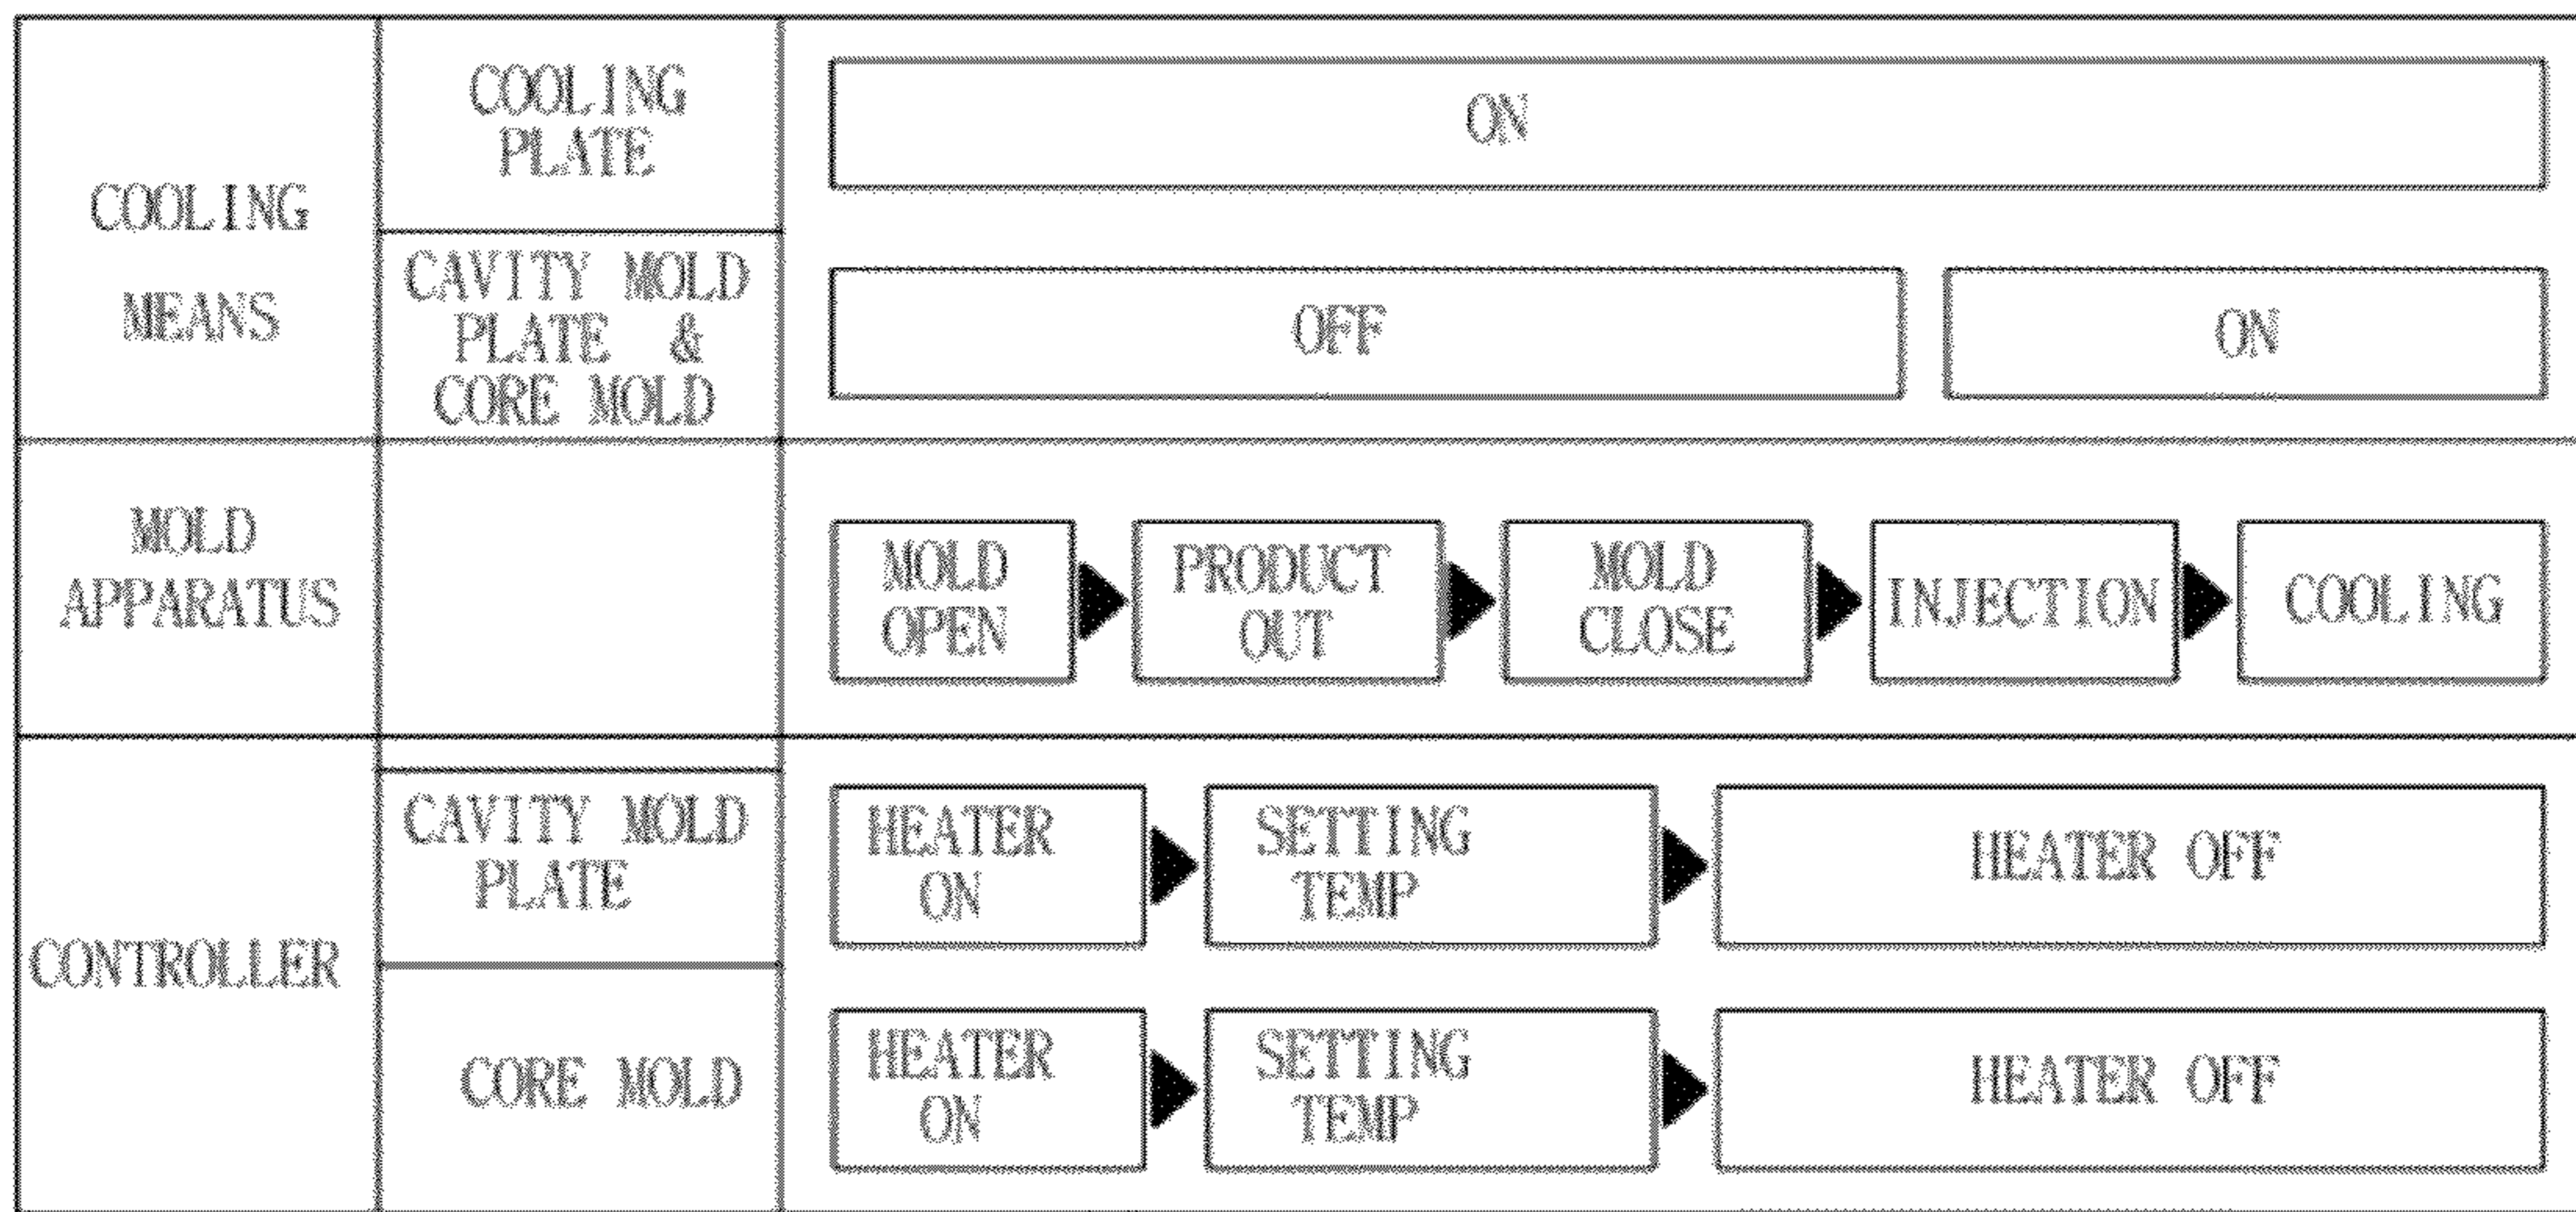 COOLING
MEANS
COOLING
PLATE
ON
CAVITY MOLD
PLATE &
CORE MOLD
OFF
ON
MOLD
APPARATUS
MOLD
OPEN
PRODUCT
OUT
MOLD
CLOSE
INJECTION
COOLING
CONTROLLER
CAVITY MOLD
PLATE
HEATER
ON
SETTING
TEMP
HEATER OFF
CORE MOLD
HEATER
ON
SETTING
TEMP
HEATER OFF